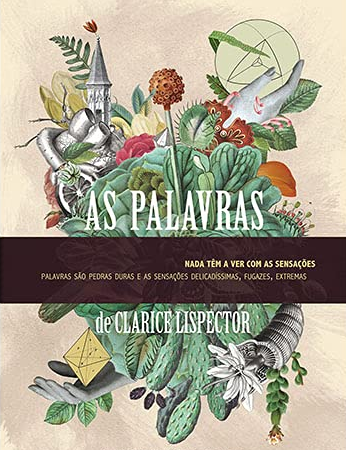 AS PALAVRAS
NADA TÊM A VER COM AS SENSAÇÕES
PALAVRAS SÃO PEDRAS DURAS E AS SENSAÇÕES DELICADÍSSIMAS, FUGAZES, EXTREMAS
de CLARICE LISPECTOR